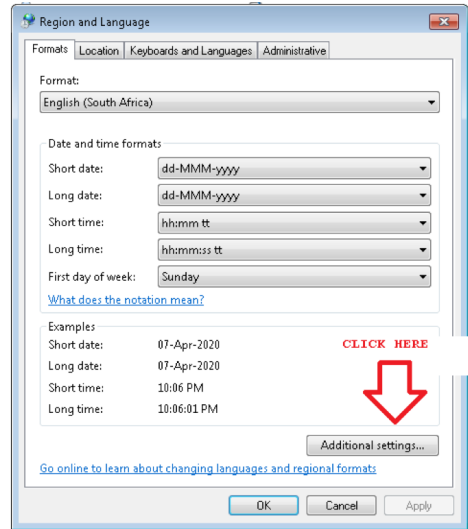 Region and Language
Formats Location Keyboards and Languages Administrative
Format:
English (South Africa)
Date and time formats
Short date: dd-MMM-yyyy
Long date: dd-MMM-yyyy
Short time: hh:mm tt
Long time: hh:mm:ss tt
First day of week: Sunday
What does the notation mean?
Examples
Short date: 07-Apr-2020 CLICK HERE
Long date: 07-Apr-2020
Short time: 10:06 PM
Long time: 10:06:01 PM
Additional settings...
Go online to learn about changing languages and regional formats
OK Cancel Apply